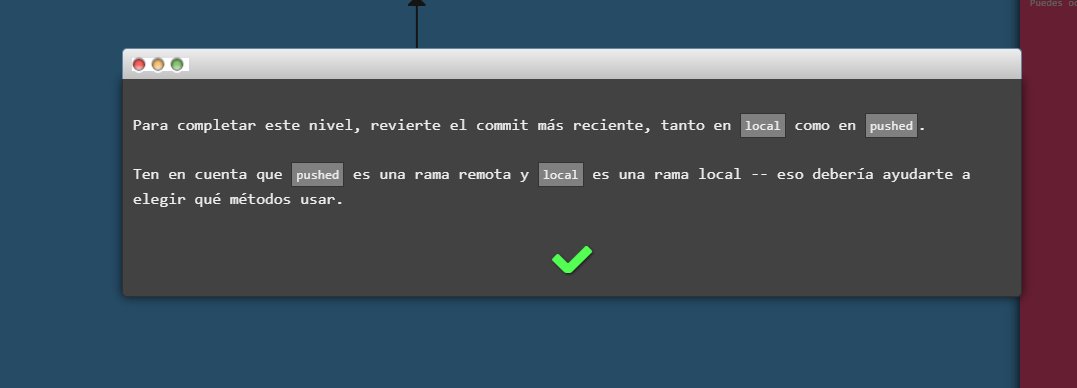 Puedes
Para completar este nivel, revierte el commit más reciente, tanto en local como en pushed.
Ten en cuenta que pushed es una rama remota y local es una rama local -- eso debería ayudarte a
elegir qué métodos usar.